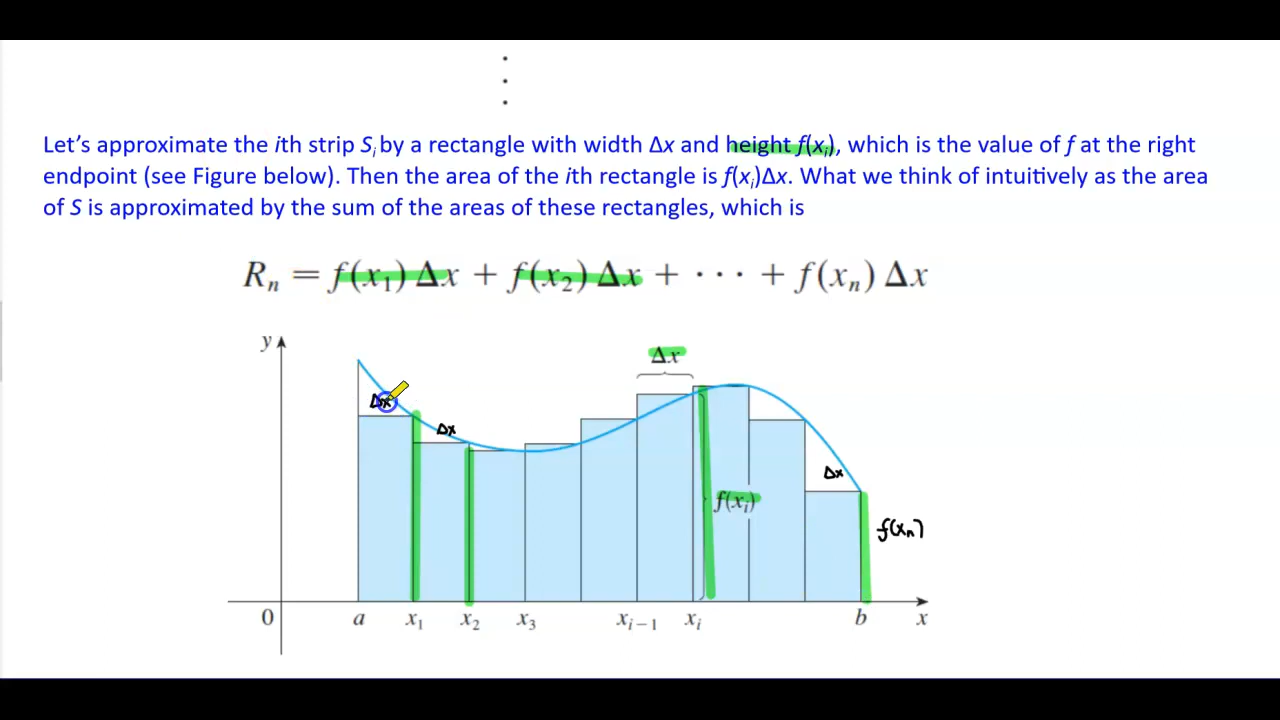 Let's approximate the ith strip Sᵢ by a rectangle with width Δx and height f(xᵢ), which is the value of f at the right
endpoint (see Figure below). Then the area of the ith rectangle is f(xᵢ)Δx. What we think of intuitively as the area
of S is approximated by the sum of the areas of these rectangles, which is
Rₙ = f(x₁) Δx + f(x₂) Δx + · · · + f(xₙ) Δx
y
Δx
Δx
Δx
Δx
f(xᵢ)
f(xₙ)
0 a x₁ x₂ x₃ xᵢ₋₁ xᵢ b x